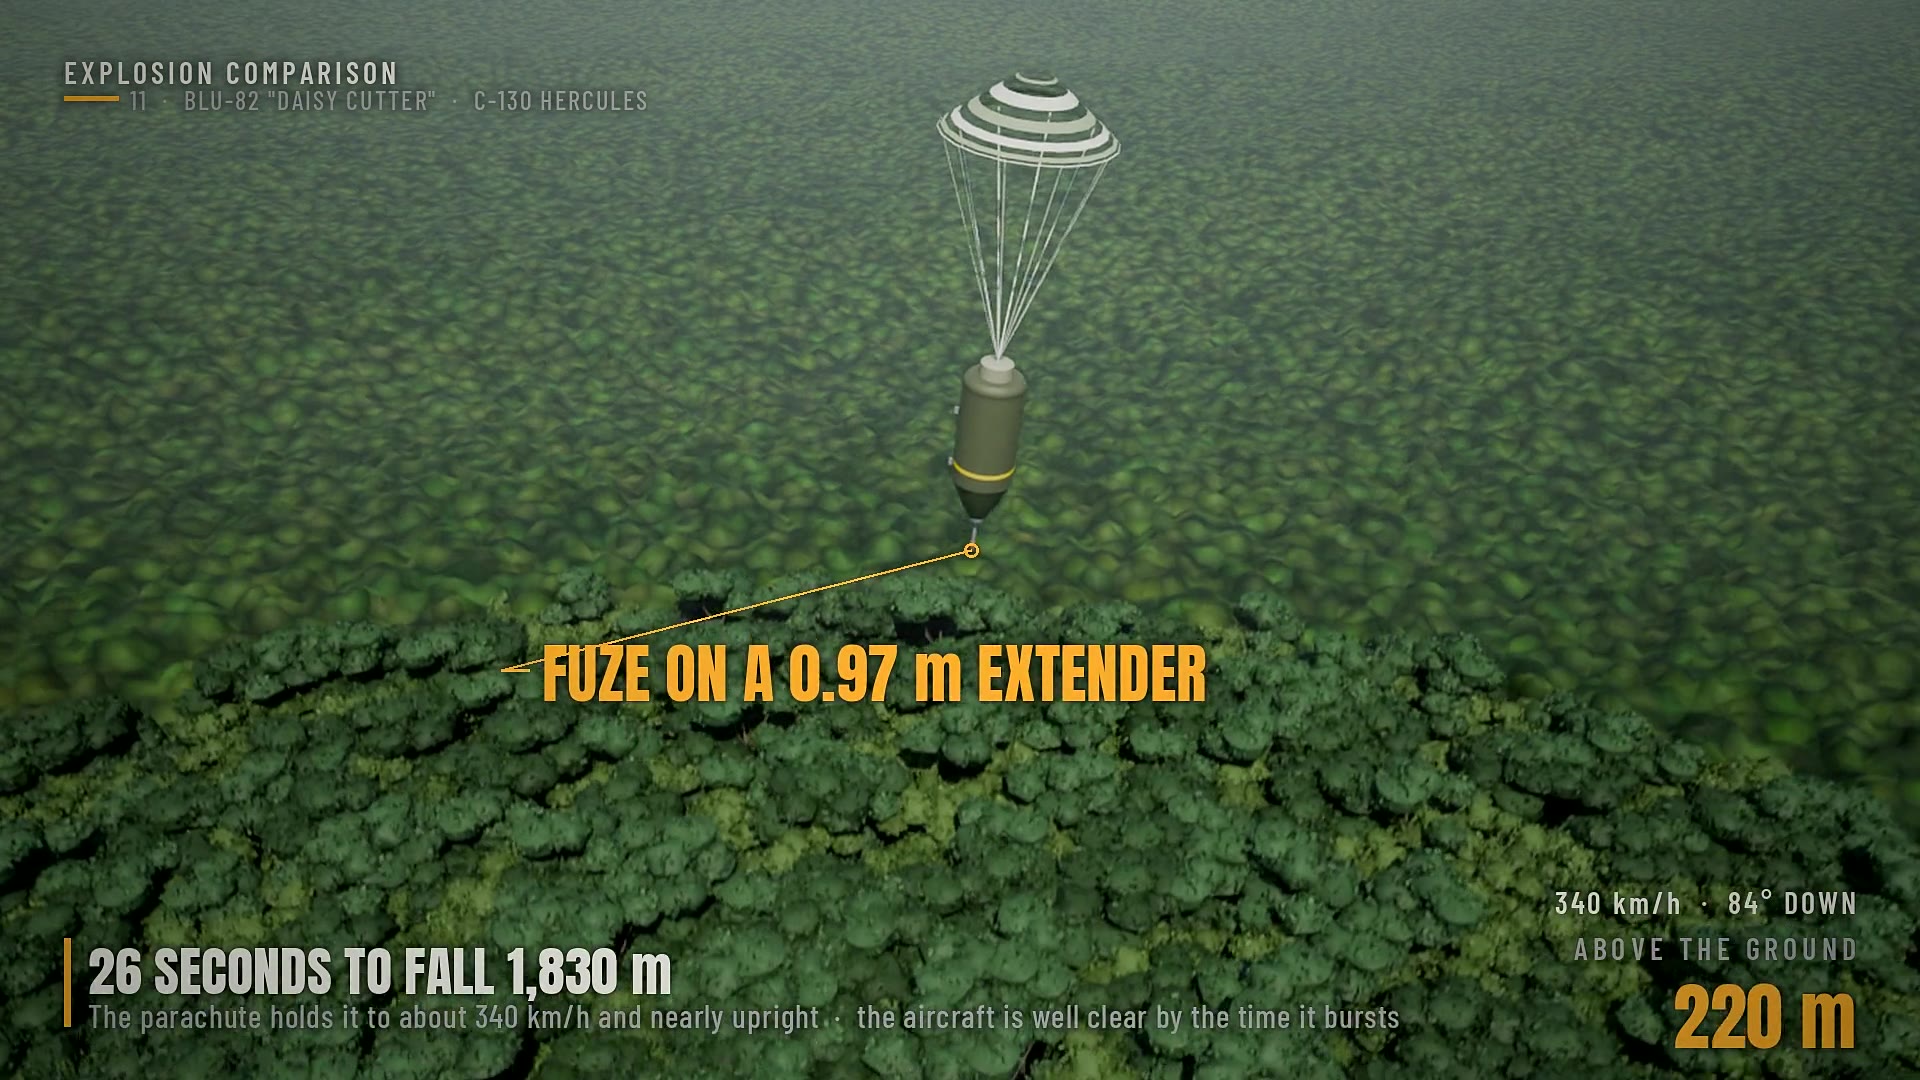 EXPLOSION COMPARISON
11 · BLU-82 "DAISY CUTTER" · C-130 HERCULES
FUZE ON A 0.97 m EXTENDER
340 km/h · 84° DOWN
ABOVE THE GROUND
220 m
26 SECONDS TO FALL 1,830 m
The parachute holds it to about 340 km/h and nearly upright · the aircraft is well clear by the time it bursts